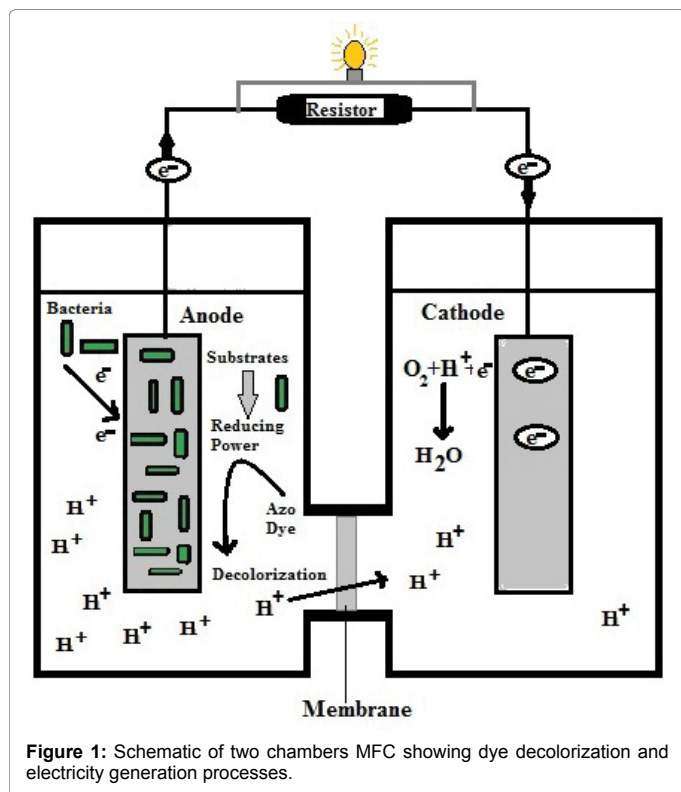 Resistor
e⁻
e⁻
Bacteria
Anode
Cathode
e⁻
Substrates
O₂+H⁺+e⁻
e⁻
e⁻
Reducing
Power
e⁻
H₂O
H⁺
Azo
Dye
H⁺
H⁺
Decolorization
H⁺
H⁺
H⁺
H⁺
H⁺
H⁺
H⁺
H⁺
Membrane
Figure 1: Schematic of two chambers MFC showing dye decolorization and
electricity generation processes.